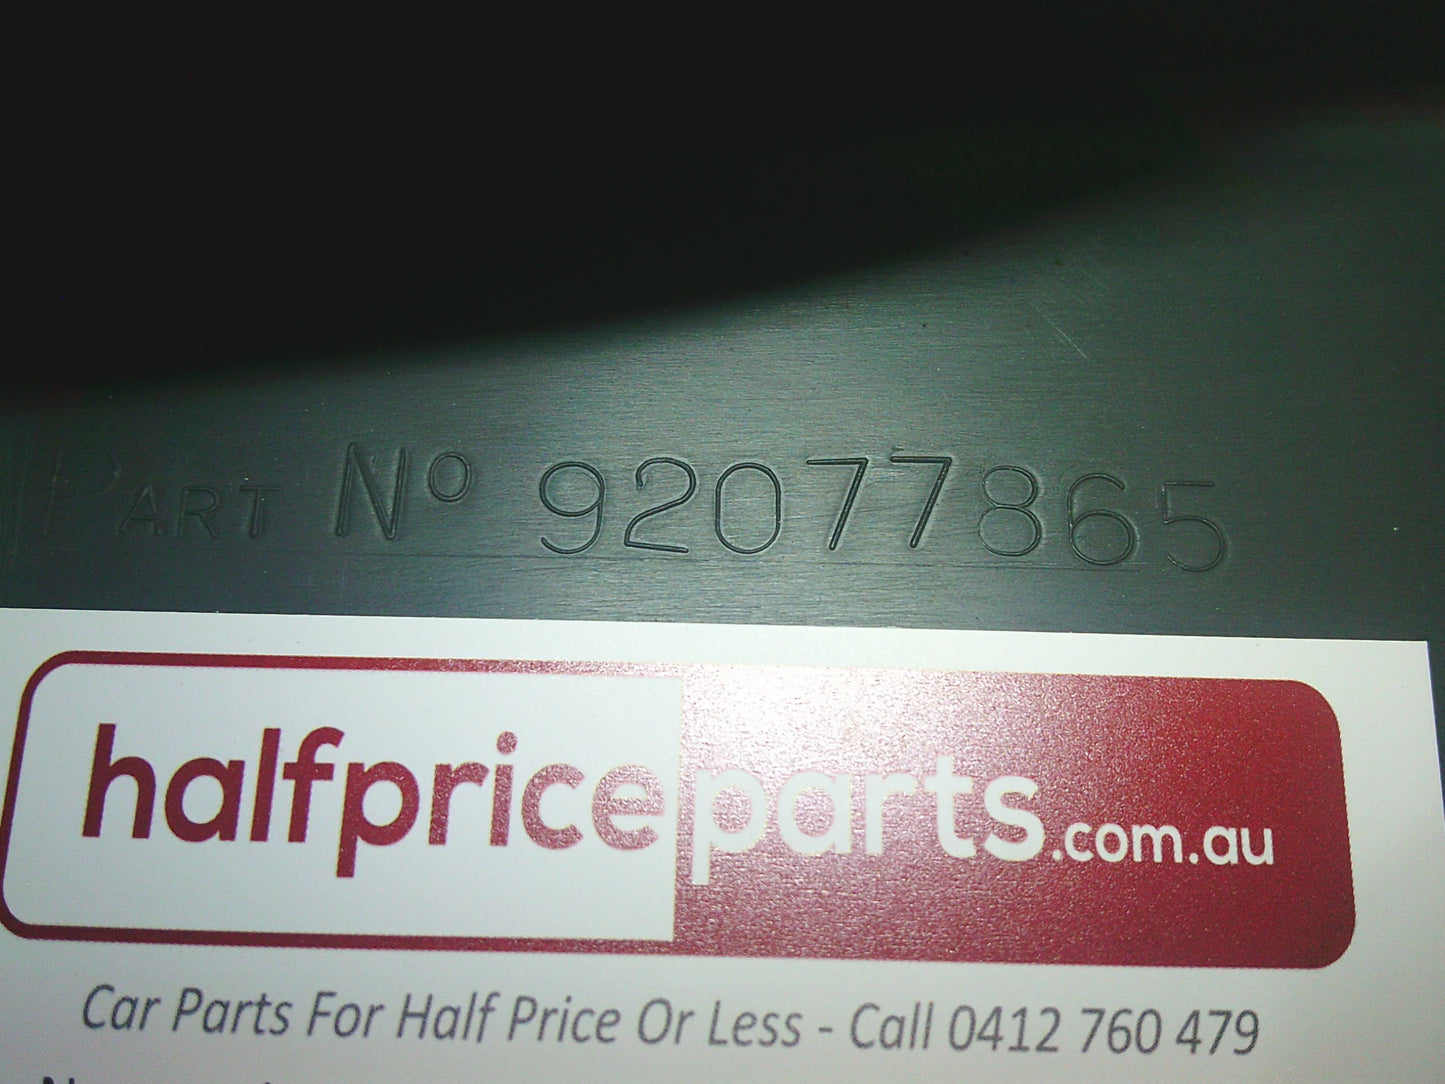 PART Nº 92077865
halfpriceparts.com.au
Car Parts For Half Price Or Less - Call 0412 760 479